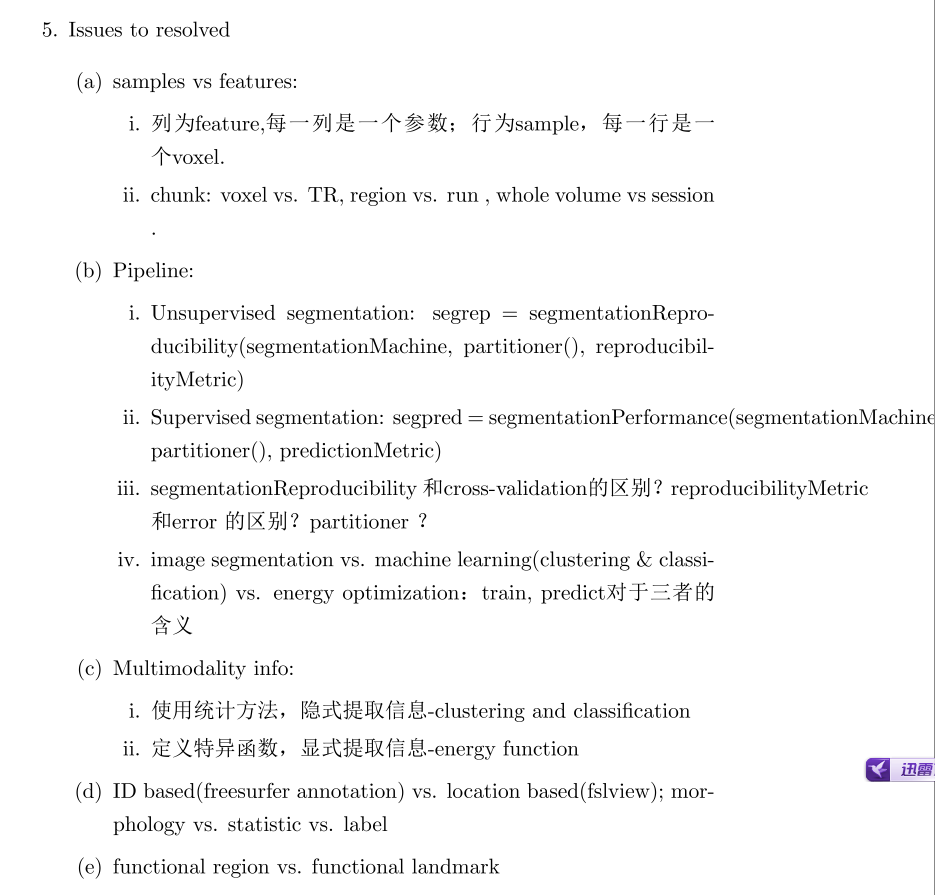 5. Issues to resolved
(a) samples vs features:
i. 列为feature,每一列是一个参数；行为sample，每一行是一
个voxel.
ii. chunk: voxel vs. TR, region vs. run , whole volume vs session
.
(b) Pipeline:
i. Unsupervised segmentation: segrep = segmentationRepro-
ducibility(segmentationMachine, partitioner(), reproducibil-
ityMetric)
ii. Supervised segmentation: segpred = segmentationPerformance(segmentationMachine
partitioner(), predictionMetric)
iii. segmentationReproducibility 和cross-validation的区别？reproducibilityMetric
和error 的区别？partitioner ？
iv. image segmentation vs. machine learning(clustering & classi-
fication) vs. energy optimization：train, predict对于三者的
含义
(c) Multimodality info:
i. 使用统计方法，隐式提取信息-clustering and classification
ii. 定义特异函数，显式提取信息-energy function
迅雷
(d) ID based(freesurfer annotation) vs. location based(fslview); mor-
phology vs. statistic vs. label
(e) functional region vs. functional landmark